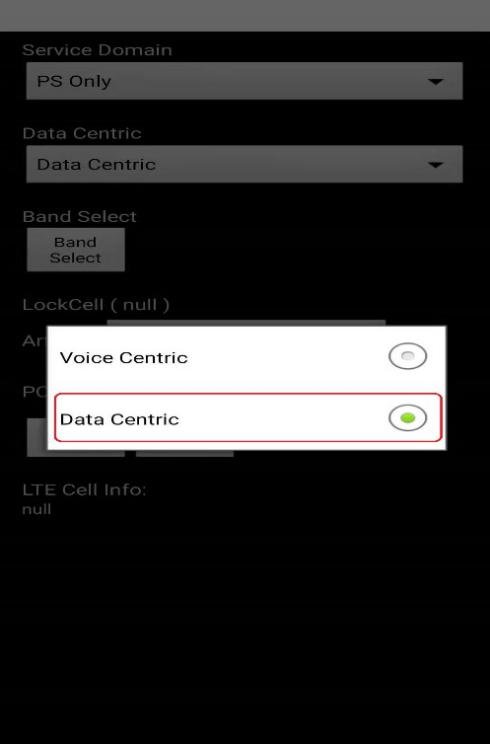 Service Domain
PS Only
Data Centric
Data Centric
Band Select
Band
Select
LockCell ( null )
Voice Centric
Data Centric
LTE Cell Info:
null